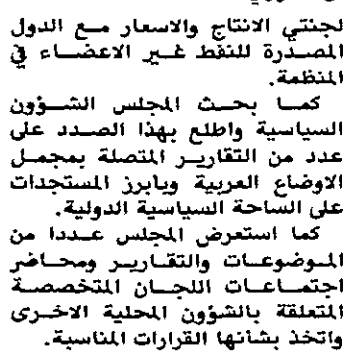 لجنتي الانتاج والاسعار مع الدول
المصدرة للنفط غير الاعضاء في
المنظمة.
كما بحث المجلس الشؤون
السياسية واطلع بهذا الصدد على
عدد من التقارير المتصلة بمجمل
الاوضاع العربية وبابرز المستجدات
على الساحة السياسية الدولية.
كما استعرض المجلس عددا من
الموضوعات والتقارير ومحاضر
اجتماعات اللجان المتخصصة
المتعلقة بالشؤون المحلية الاخرى
واتخذ بشأنها القرارات المناسبة.